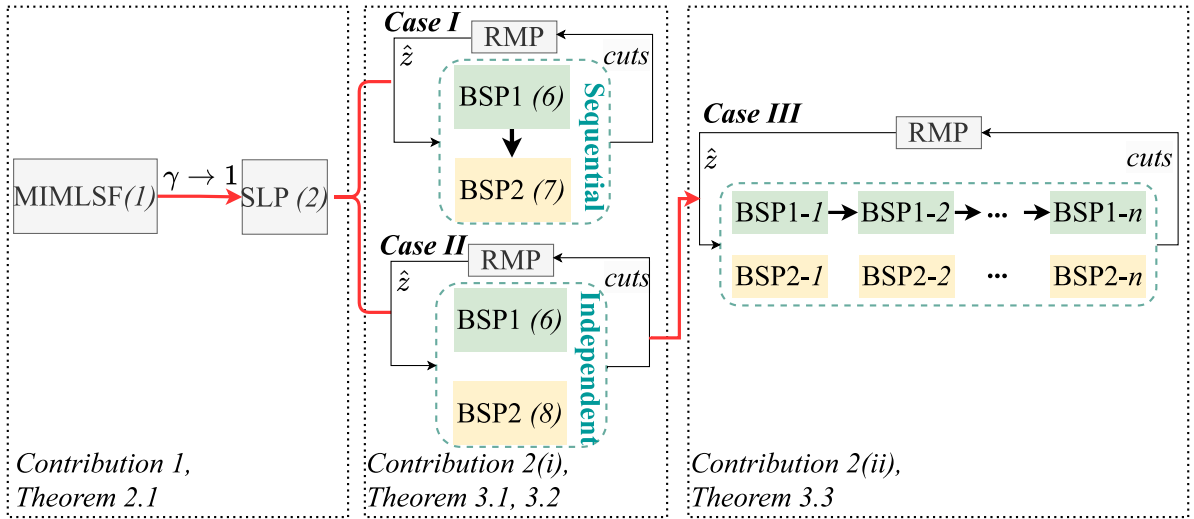 MIMLSF(1)
γ → 1
SLP (2)
Contribution 1,
Theorem 2.1
Case I
RMP
ẑ
cuts
BSP1 (6)
BSP2 (7)
Sequential
Case II
RMP
ẑ
cuts
BSP1 (6)
BSP2 (8)
Independent
Contribution 2(i),
Theorem 3.1, 3.2
Case III
RMP
ẑ
cuts
BSP1-1 BSP1-2 ... BSP1-n
BSP2-1 BSP2-2 ... BSP2-n
Contribution 2(ii),
Theorem 3.3